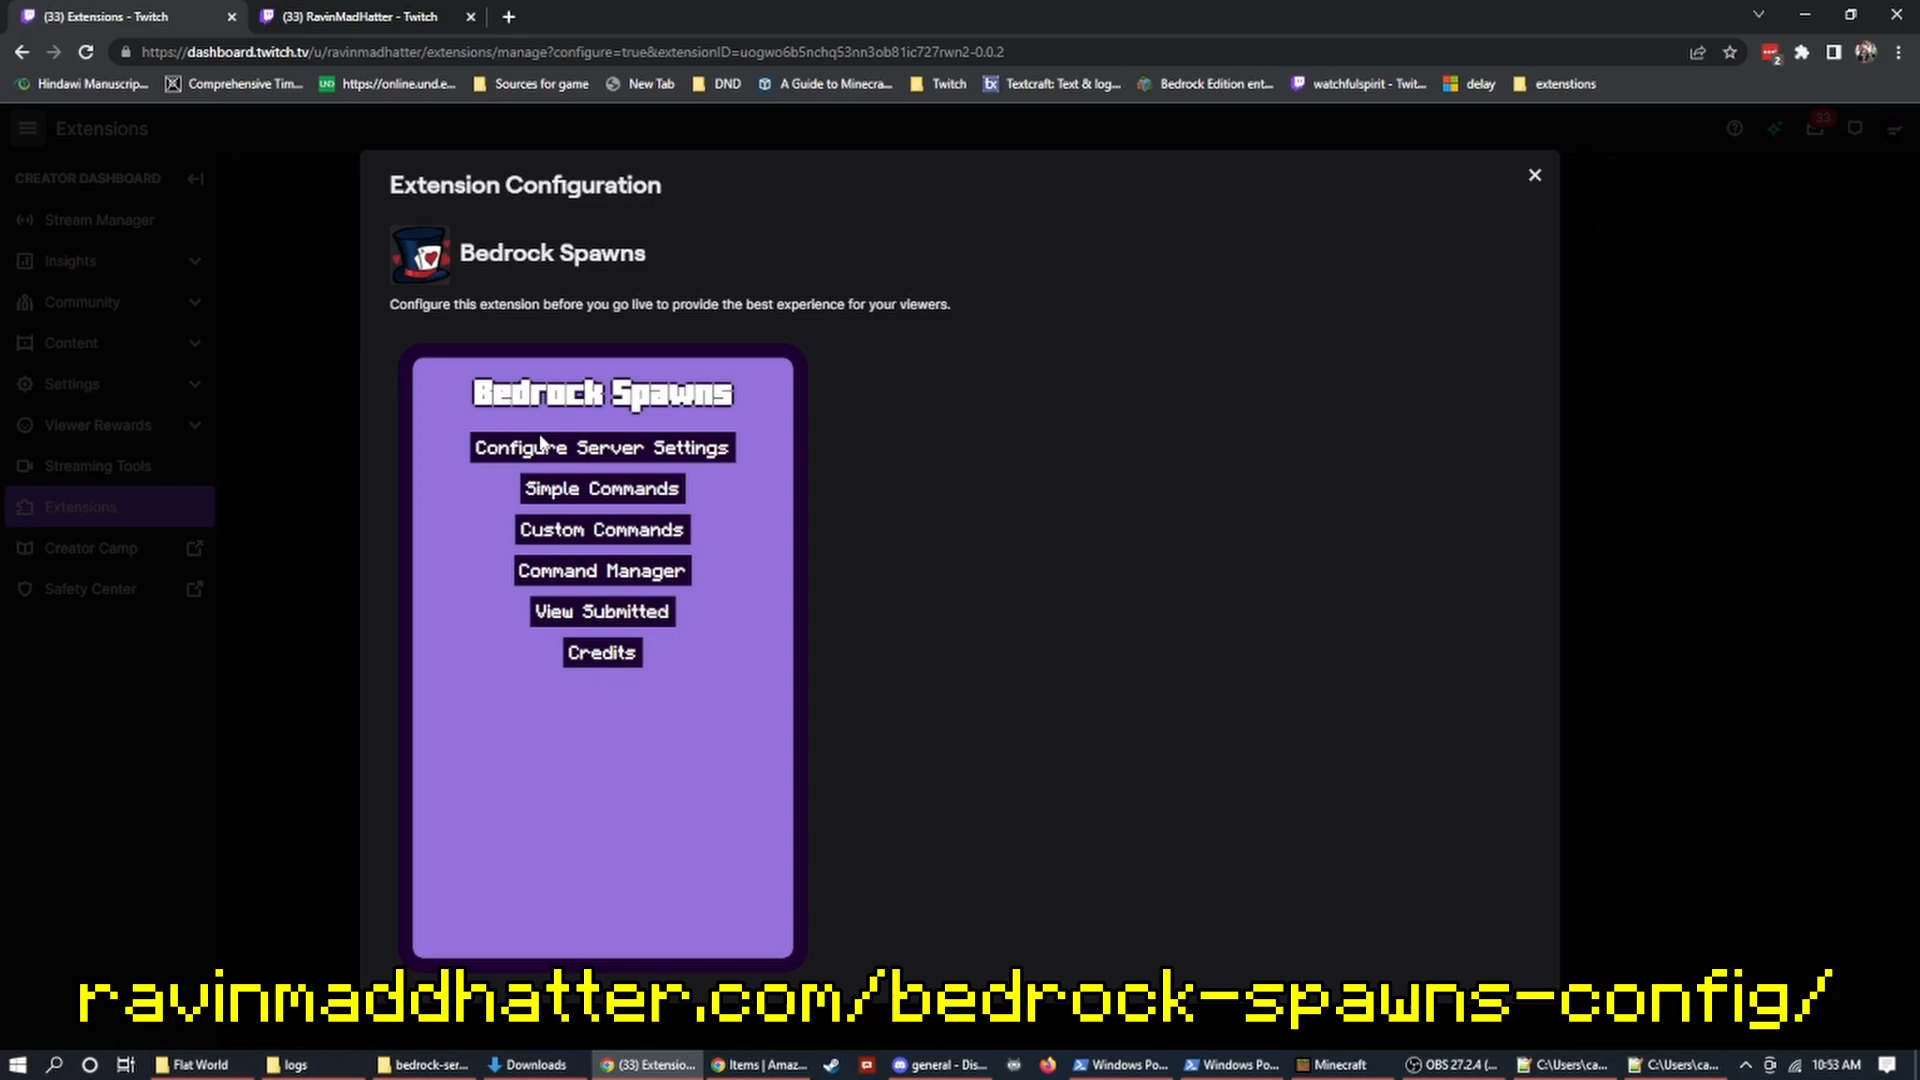 (33) Extensions - Twitch
(33) RavinMadHatter - Twitch
https://dashboard.twitch.tv/u/ravinmadhatter/extensions/manage?configure=true&extensionID=uogwo6b5nchq53nn3ob81ic727rwn2-0.0.2
2
Hindawi Manuscrip...
Comprehensive Tim...
https://online.und.e...
Sources for game
New Tab
DND
A Guide to Minecra...
Twitch
Textcraft: Text & log...
Bedrock Edition ent...
watchfulspirit - Twit...
delay
extenstions
Extensions
33
CREATOR DASHBOARD
Stream Manager
Insights
Community
Content
Settings
Viewer Rewards
Streaming Tools
Extensions
Creator Camp
Safety Center
Extension Configuration
Bedrock Spawns
Configure this extension before you go live to provide the best experience for your viewers.
Bedrock Spawns
Configure Server Settings
Simple Commands
Custom Commands
Command Manager
View Submitted
Credits
ravinmaddhatter.com/bedrock-spawns-config/
Flat World
logs
bedrock-ser...
Downloads
(33) Extensio...
Items | Amaz...
general - Dis...
Windows Po...
Windows Po...
Minecraft
OBS 27.2.4 (...
C:\Users\ca...
C:\Users\ca...
10:53 AM